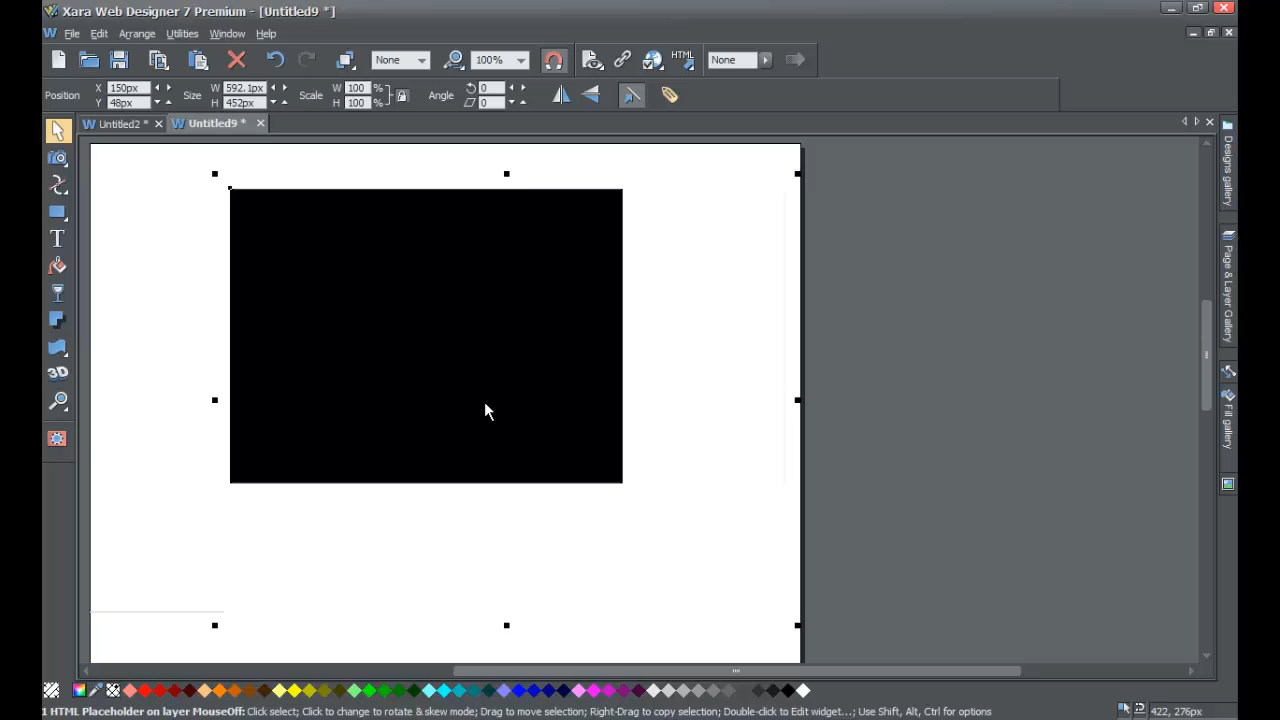 Xara Web Designer 7 Premium - [Untitled9 *]
File Edit Arrange Utilities Window Help
None 100% HTML None
Position X 150px Y 48px Size W 592.1px H 452px Scale W 100 H 100 % % Angle 0 0
Untitled2 * Untitled9 *
T
3D
Designs gallery
Page & Layer Gallery
Fill gallery
1 HTML Placeholder on layer MouseOff: Click select; Click to change to rotate & skew mode; Drag to move selection; Right-Drag to copy selection; Double-click to Edit widget...; Use Shift, Alt, Ctrl for options 422, 276px